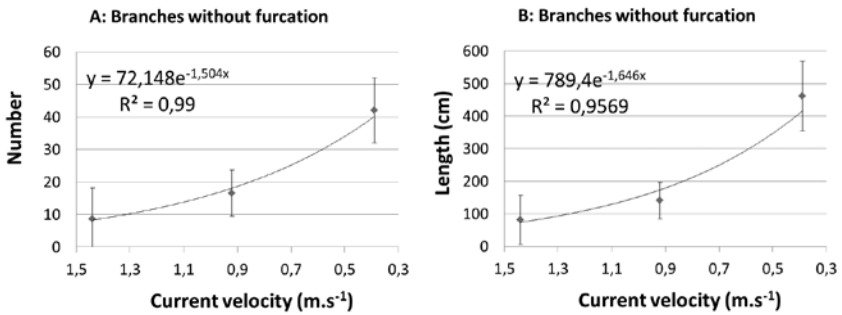 A: Branches without furcation
Number
60
50
40
30
20
10
0
y = 72,148e^-1,504x
R² = 0,99
1,5 1,3 1,1 0,9 0,7 0,5 0,3
Current velocity (m.s⁻¹)
B: Branches without furcation
Length (cm)
600
500
400
300
200
100
0
y = 789,4e^-1,646x
R² = 0,9569
1,5 1,3 1,1 0,9 0,7 0,5 0,3
Current velocity (m.s⁻¹)